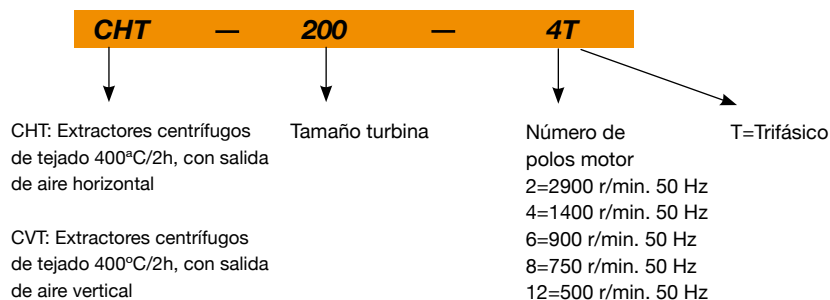 CHT — 200 — 4T
CHT: Extractores centrífugos
de tejado 400ªC/2h, con salida
de aire horizontal
CVT: Extractores centrífugos
de tejado 400ºC/2h, con salida
de aire vertical
Tamaño turbina
Número de
polos motor
2=2900 r/min. 50 Hz
4=1400 r/min. 50 Hz
6=900 r/min. 50 Hz
8=750 r/min. 50 Hz
12=500 r/min. 50 Hz
T=Trifásico